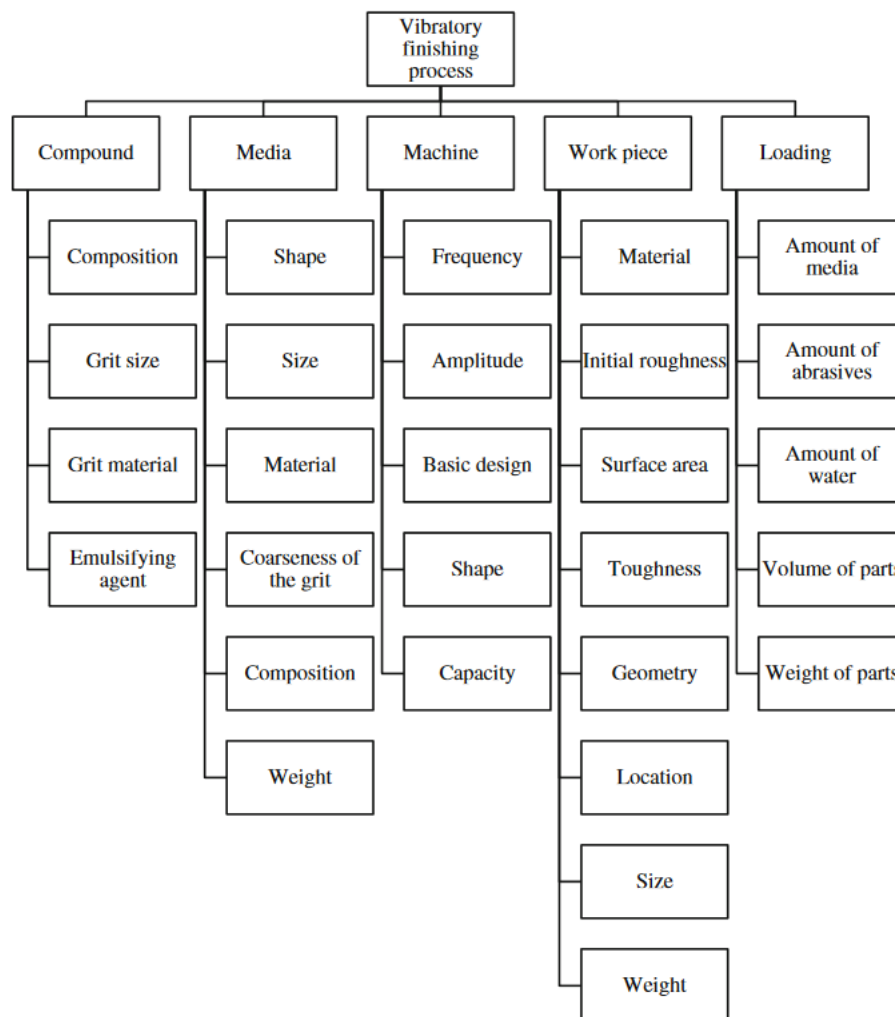 Vibratory
finishing
process
Compound
Media
Machine
Work piece
Loading
Composition
Grit size
Grit material
Emulsifying
agent
Shape
Size
Material
Coarseness of
the grit
Composition
Weight
Frequency
Amplitude
Basic design
Shape
Capacity
Material
Initial roughness
Surface area
Toughness
Geometry
Location
Size
Weight
Amount of
media
Amount of
abrasives
Amount of
water
Volume of parts
Weight of parts